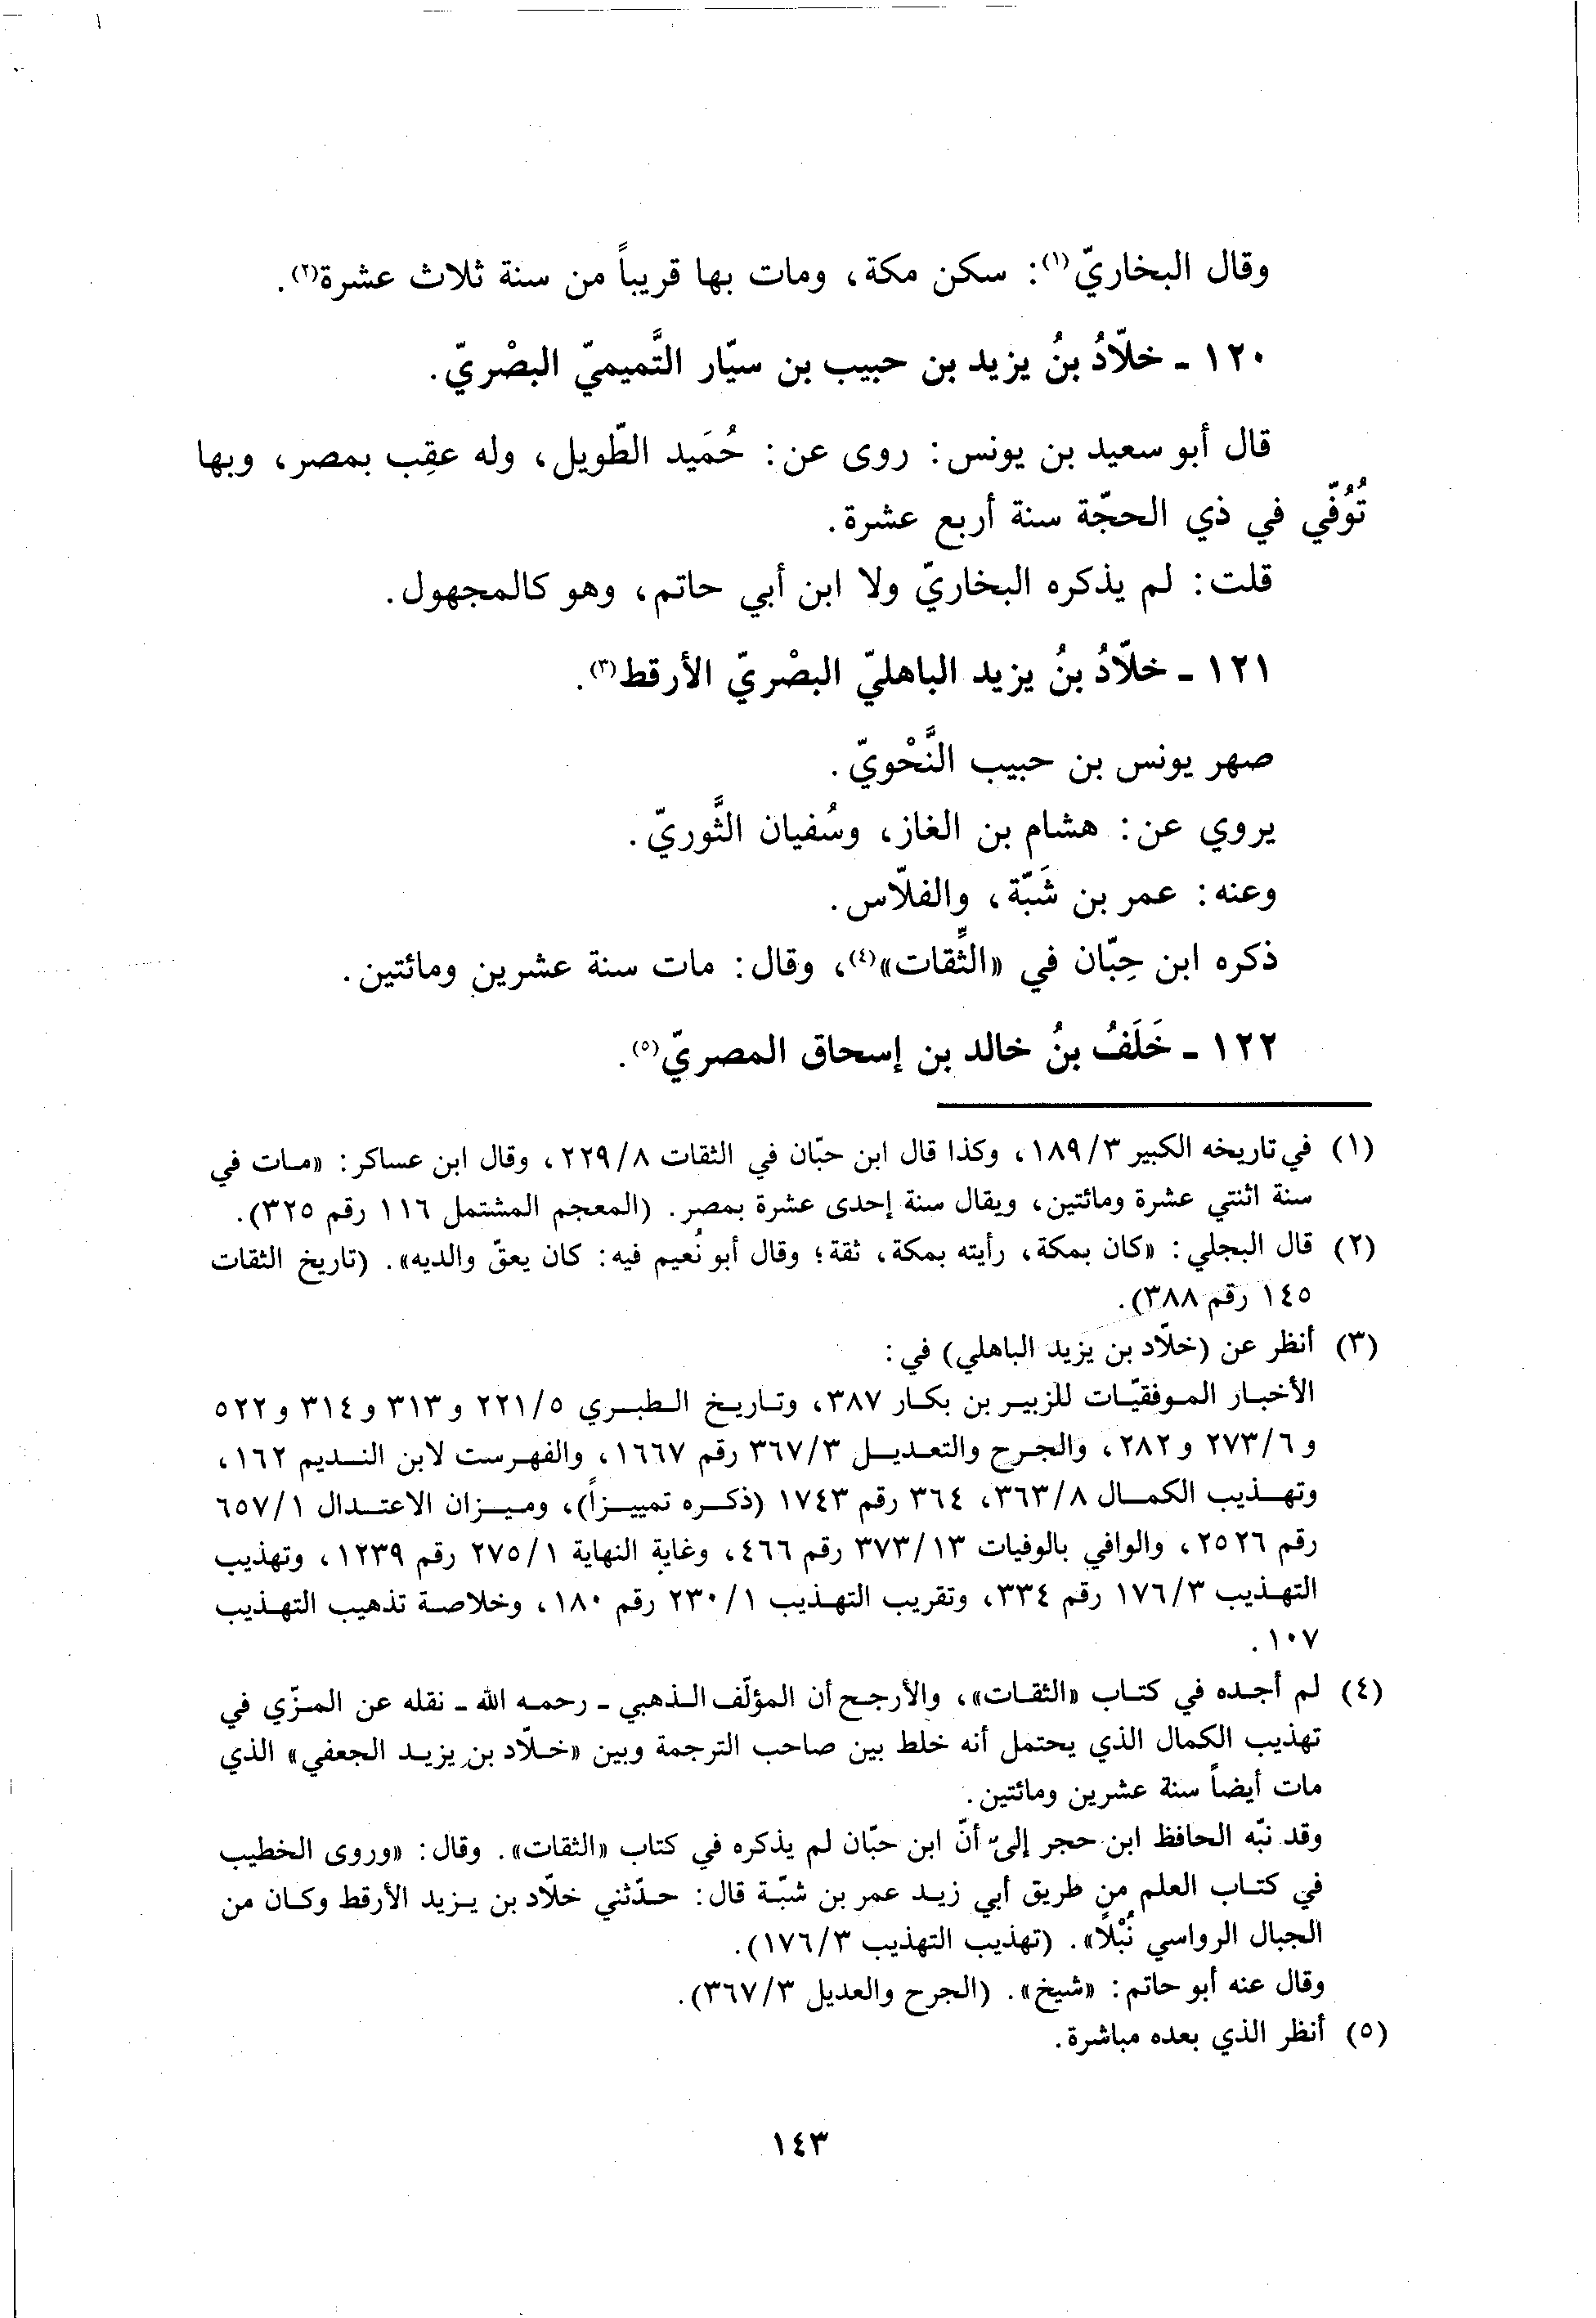 وقال البخاريّ(١): سكن مكة، ومات بها قريباً من سنة ثلاث عشرة(٢).
١٢٠ - خلّادُ بنُ يزيد بن حبيب بن سيّار التَّميميّ البصْريّ.
قال أبو سعيد بن يونس: روى عن: حُمَيد الطّويل، وله عقِب بمصر، وبها
تُوُفّي في ذي الحجّة سنة أربع عشرة.
قلت: لم يذكره البخاريّ ولا ابن أبي حاتم، وهو كالمجهول.
١٢١ - خلّادُ بنُ يزيد الباهليّ البصْريّ الأرقط(٣).
صهر يونس بن حبيب النَّحْويّ.
يروي عن: هشام بن الغاز، وسُفيان الثَّوريّ.
وعنه: عمر بن شَبّة، والفلّاس.
ذكره ابن حِبّان في «الثِّقات»(٤)، وقال: مات سنة عشرين ومائتين.
١٢٢ - خَلَفُ بنُ خالد بن إسحاق المصريّ(٥).
(١) في تاريخه الكبير ١٨٩/٣، وكذا قال ابن حبّان في الثقات ٢٢٩/٨، وقال ابن عساكر: «مات في
سنة اثنتي عشرة ومائتين، ويقال سنة إحدى عشرة بمصر. (المعجم المشتمل ١١٦ رقم ٣٢٥).
(٢) قال البجلي: «كان بمكة، رأيته بمكة، ثقة؛ وقال أبو نُعيم فيه: كان يعقّ والديه». (تاريخ الثقات
١٤٥ رقم ٣٨٨).
(٣) أنظر عن (خلّاد بن يزيد الباهلي) في:
الأخبار الموفقيّات للزبير بن بكار ٣٨٧، وتاريخ الطبري ٢٢١/٥ و٣١٣ و٣١٤ و٥٢٢
و٢٧٣/٦ و٢٨٢، والجرح والتعديل ٣٦٧/٣ رقم ١٦٦٧، والفهرست لابن النديم ١٦٢،
وتهذيب الكمال ٣٦٣/٨، ٣٦٤ رقم ١٧٤٣ (ذكره تمييزاً)، وميزان الاعتدال ٦٥٧/١
رقم ٢٥٢٦، والوافي بالوفيات ٣٧٣/١٣ رقم ٤٦٦، وغاية النهاية ٢٧٥/١ رقم ١٢٣٩، وتهذيب
التهذيب ١٧٦/٣ رقم ٣٣٤، وتقريب التهذيب ٢٣٠/١ رقم ١٨٠، وخلاصة تذهيب التهذيب
١٠٧.
(٤) لم أجده في كتاب «الثقات»، والأرجح أن المؤلّف الذهبي - رحمه الله - نقله عن المزّي في
تهذيب الكمال الذي يحتمل أنه خلط بين صاحب الترجمة وبين «خلّاد بن يزيد الجعفي» الذي
مات أيضاً سنة عشرين ومائتين.
وقد نبّه الحافظ ابن حجر إلى أنّ ابن حبّان لم يذكره في كتاب «الثقات». وقال: «وروى الخطيب
في كتاب العلم من طريق أبي زيد عمر بن شبّة قال: حدّثني خلّاد بن يزيد الأرقط وكان من
الجبال الرواسي نُبْلًا». (تهذيب التهذيب ١٧٦/٣).
وقال عنه أبو حاتم: «شيخ». (الجرح والعديل ٣٦٧/٣).
(٥) أنظر الذي بعده مباشرة.
١٤٣